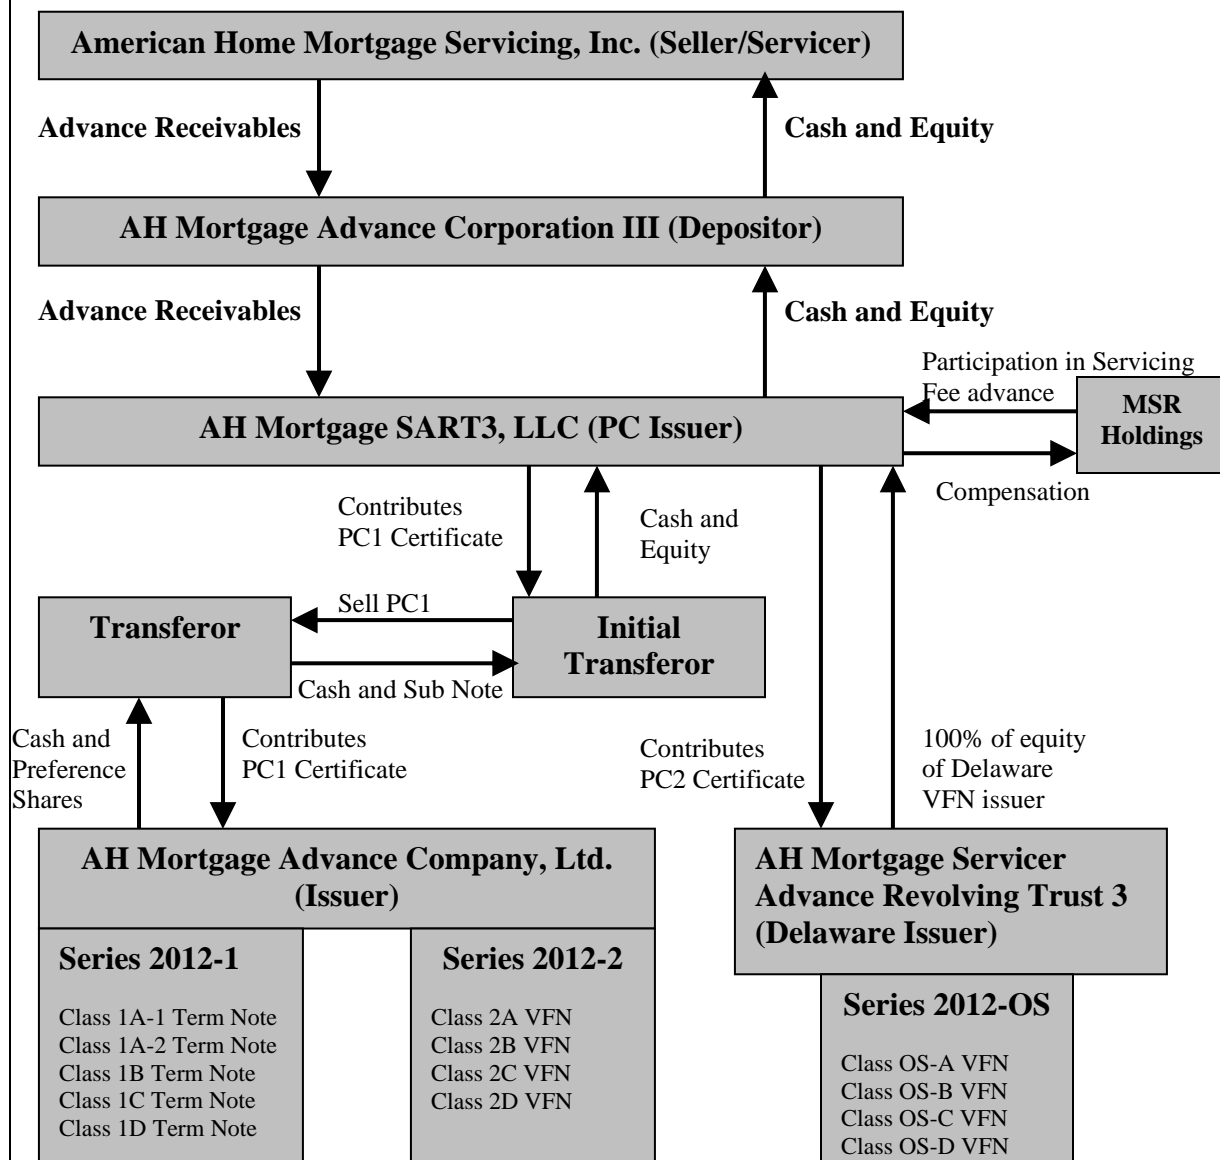 American Home Mortgage Servicing, Inc. (Seller/Servicer)
Advance Receivables
Cash and Equity
AH Mortgage Advance Corporation III (Depositor)
Advance Receivables
Cash and Equity
Participation in Servicing
Fee advance
MSR
Holdings
AH Mortgage SART3, LLC (PC Issuer)
Compensation
Contributes
PC1 Certificate
Cash and
Equity
Sell PC1
Transferor
Initial
Transferor
Cash and Sub Note
Cash and
Preference
Shares
Contributes
PC1 Certificate
Contributes
PC2 Certificate
100% of equity
of Delaware
VFN issuer
AH Mortgage Advance Company, Ltd.
(Issuer)
AH Mortgage Servicer
Advance Revolving Trust 3
(Delaware Issuer)
Series 2012-1
Class 1A-1 Term Note
Class 1A-2 Term Note
Class 1B Term Note
Class 1C Term Note
Class 1D Term Note
Series 2012-2
Class 2A VFN
Class 2B VFN
Class 2C VFN
Class 2D VFN
Series 2012-OS
Class OS-A VFN
Class OS-B VFN
Class OS-C VFN
Class OS-D VFN